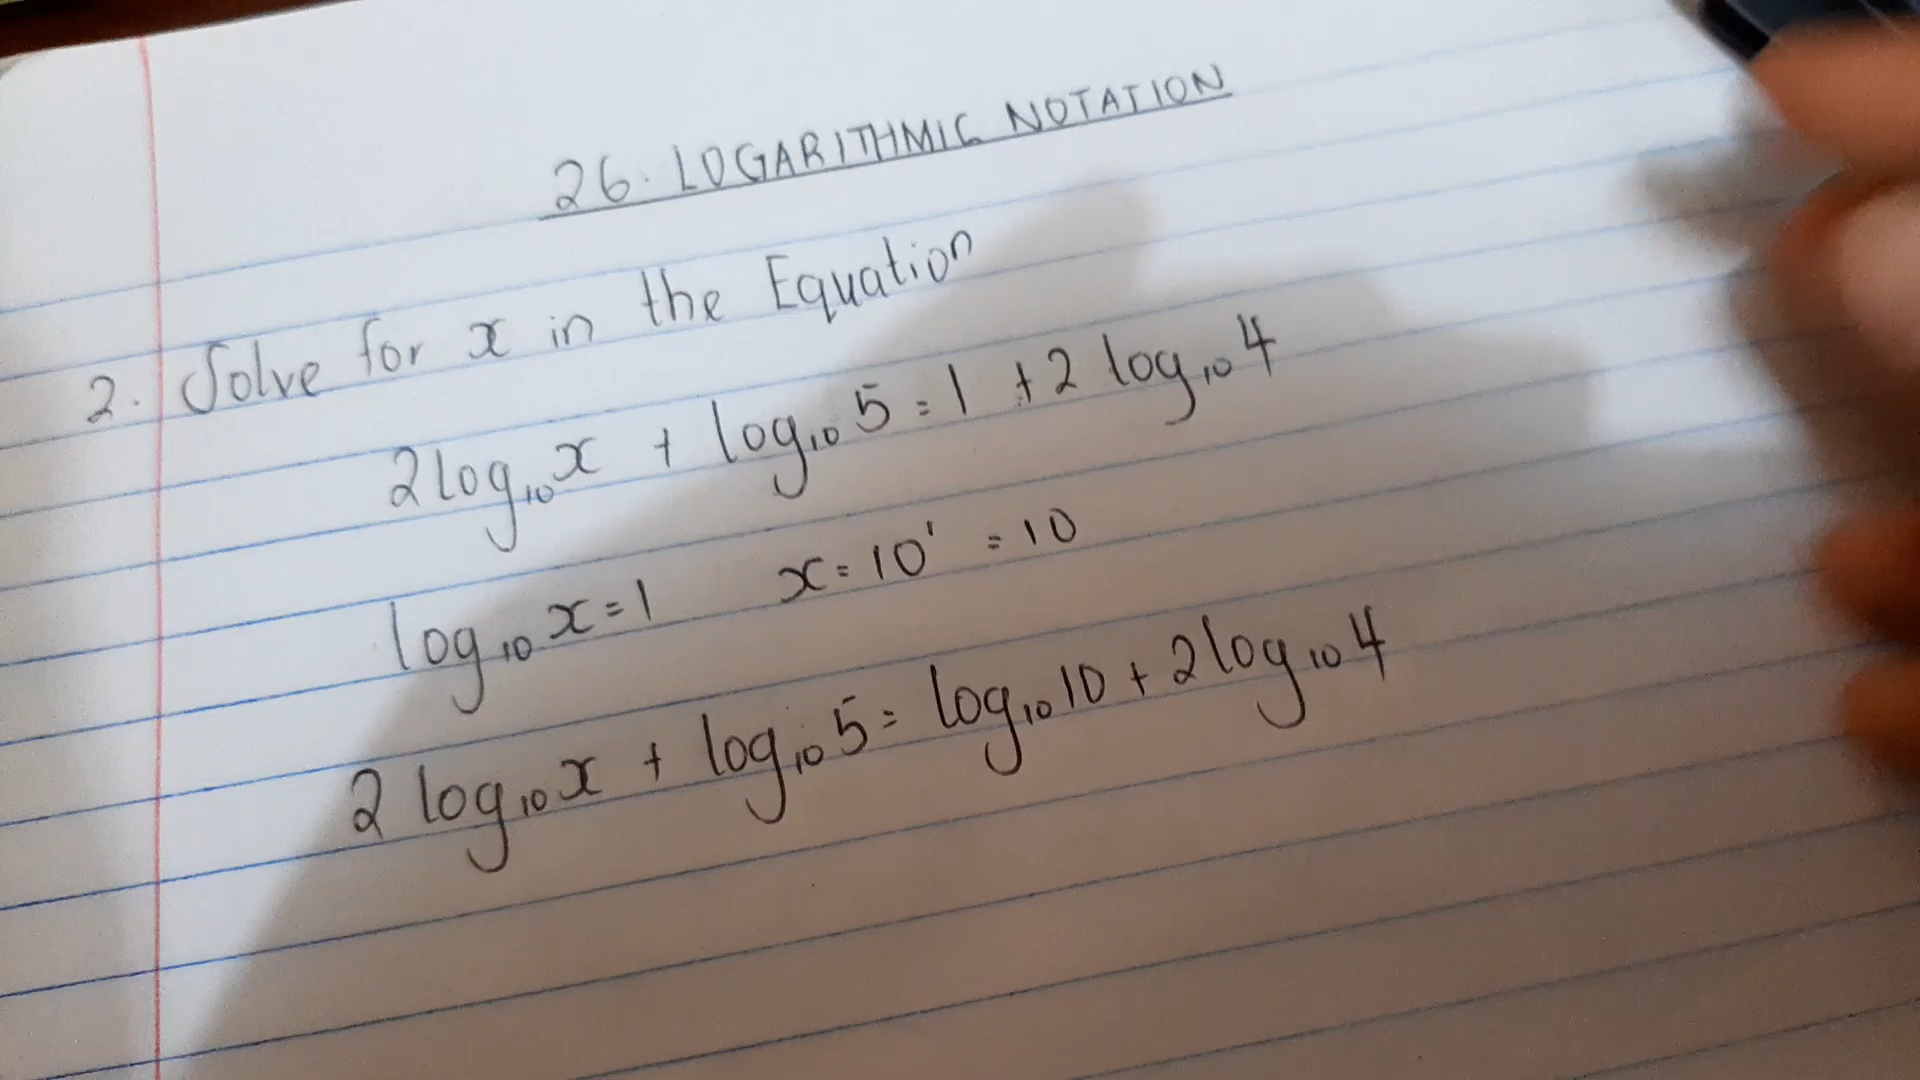 26. LOGARITHMIC NOTATION
2. Solve for x in the Equation
2log₁₀x + log₁₀5 = 1 + 2 log₁₀4
log₁₀x = 1 x = 10¹ = 10
2 log₁₀x + log₁₀5 = log₁₀10 + 2log₁₀4